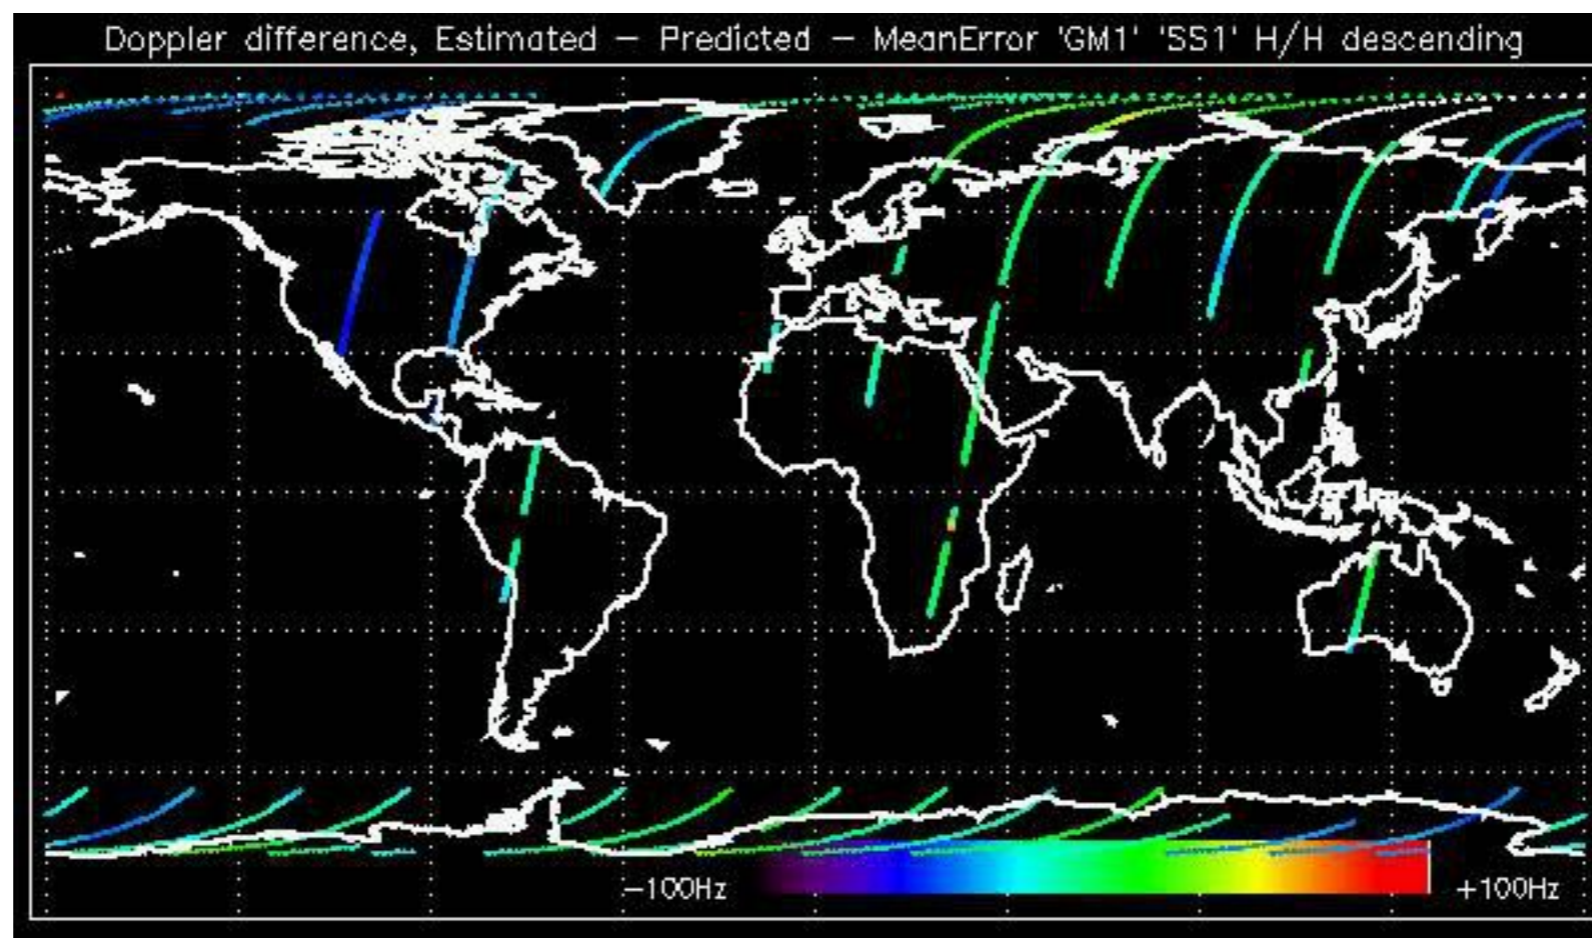 Doppler difference, Estimated – Predicted – MeanError 'GM1' 'SS1' H/H descending
–100Hz
+100Hz